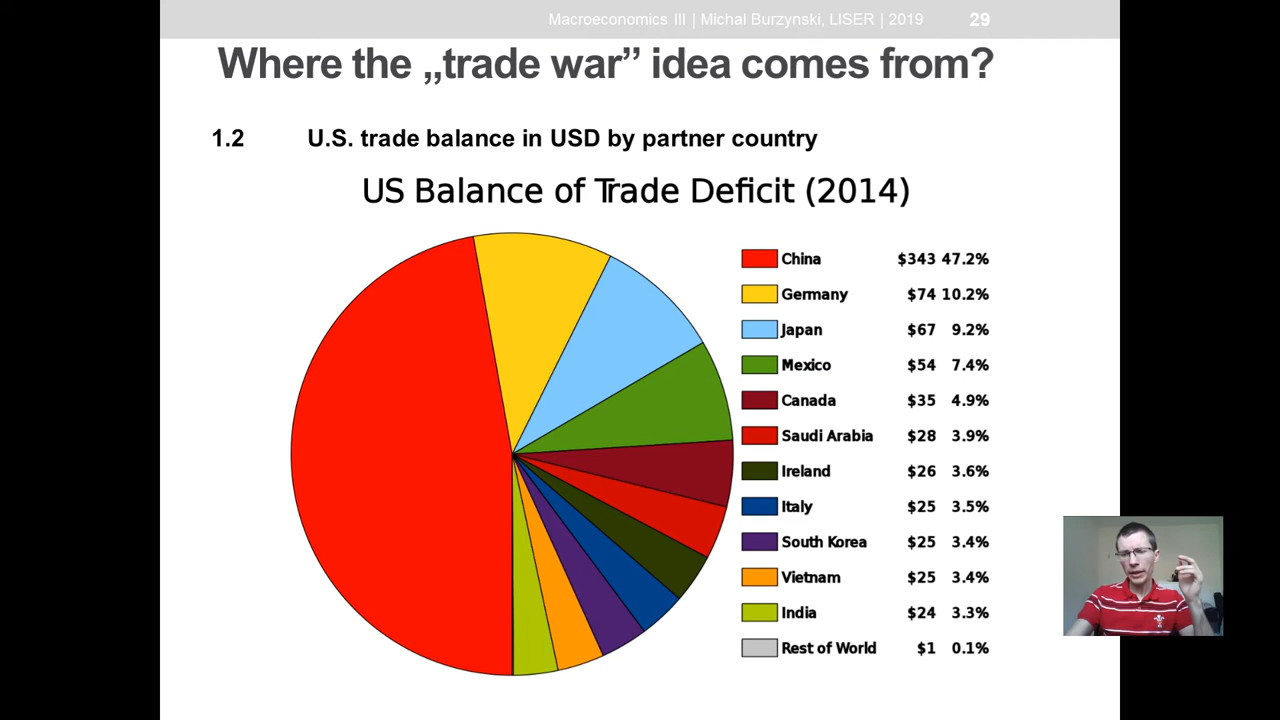 Macroeconomics III | Michal Burzynski, LISER | 2019 29
Where the „trade war” idea comes from?
1.2 U.S. trade balance in USD by partner country
US Balance of Trade Deficit (2014)
China $343 47.2%
Germany $74 10.2%
Japan $67 9.2%
Mexico $54 7.4%
Canada $35 4.9%
Saudi Arabia $28 3.9%
Ireland $26 3.6%
Italy $25 3.5%
South Korea $25 3.4%
Vietnam $25 3.4%
India $24 3.3%
Rest of World $1 0.1%